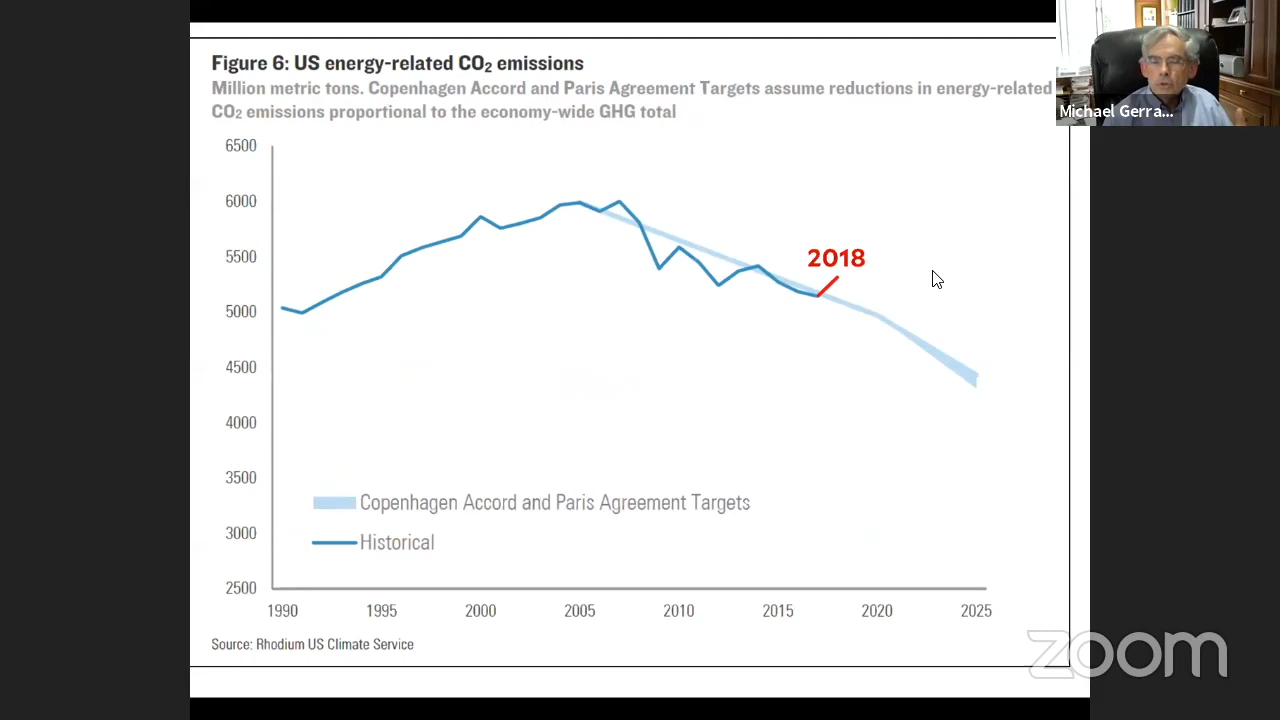 Figure 6: US energy-related CO₂ emissions
Million metric tons. Copenhagen Accord and Paris Agreement Targets assume reductions in energy-related
CO₂ emissions proportional to the economy-wide GHG total
Michael Gerra...
6500
6000
5500
5000
4500
4000
3500
3000
2500
2018
Copenhagen Accord and Paris Agreement Targets
Historical
1990 1995 2000 2005 2010 2015 2020 2025
Source: Rhodium US Climate Service
zoom